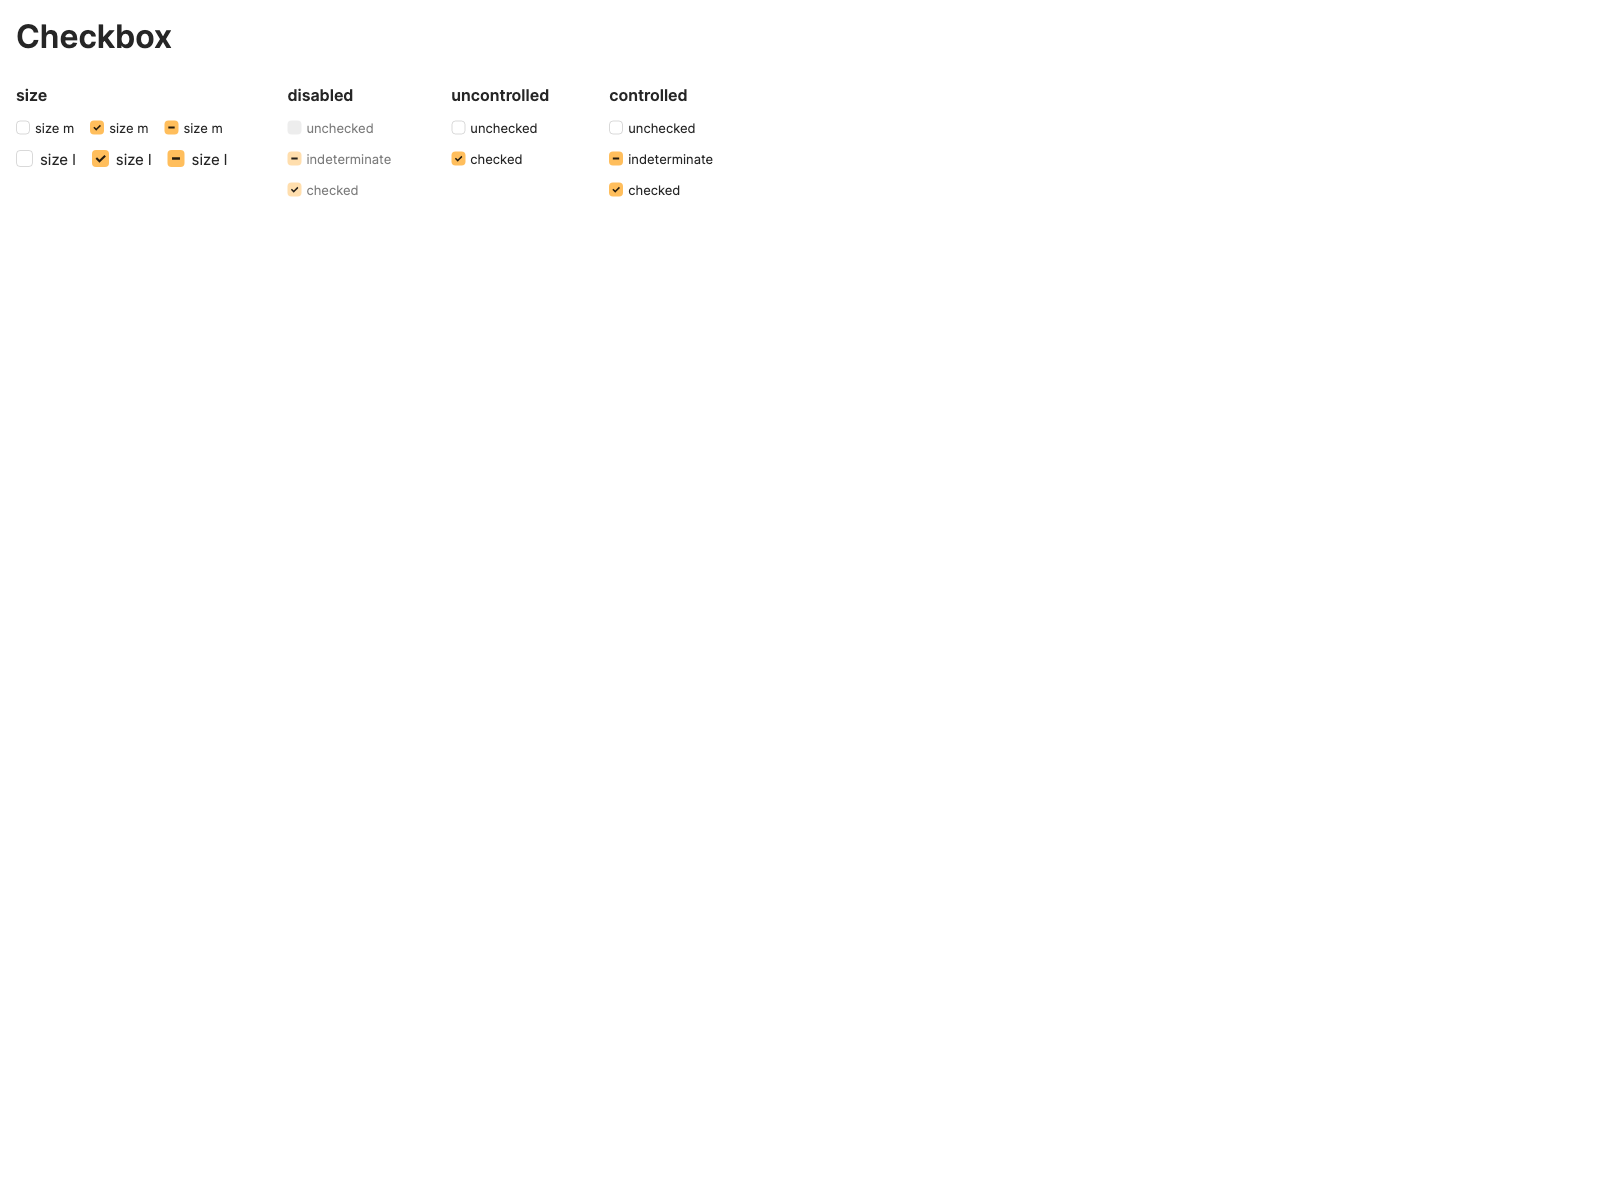 Checkbox
size
size m size m size m
size l size l size l
disabled
unchecked
indeterminate
checked
uncontrolled
unchecked
checked
controlled
unchecked
indeterminate
checked